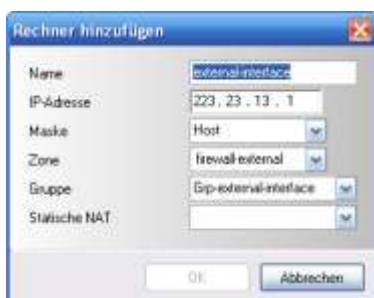 Rechner hinzufügen
Name external-interface
IP-Adresse 223 . 23 . 13 . 1
Maske Host
Zone firewall-external
Gruppe Grp-external-interface
Statische NAT
OK Abbrechen